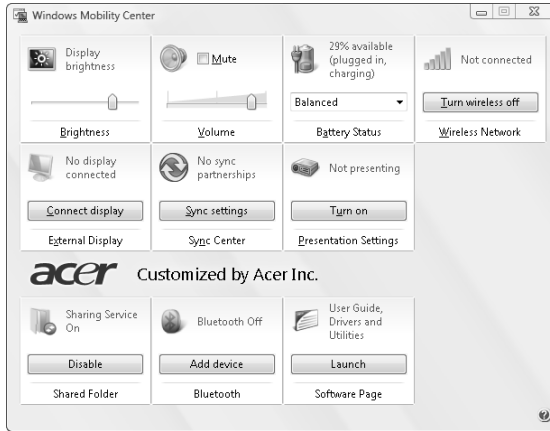 Windows Mobility Center
Display
brightness
Brightness
Mute
Volume
29% available
(plugged in,
charging)
Balanced
Battery Status
Not connected
Turn wireless off
Wireless Network
No display
connected
Connect display
External Display
No sync
partnerships
Sync settings
Sync Center
Not presenting
Turn on
Presentation Settings
acer Customized by Acer Inc.
Sharing Service
On
Disable
Shared Folder
Bluetooth Off
Add device
Bluetooth
User Guide,
Drivers and
Utilities
Launch
Software Page